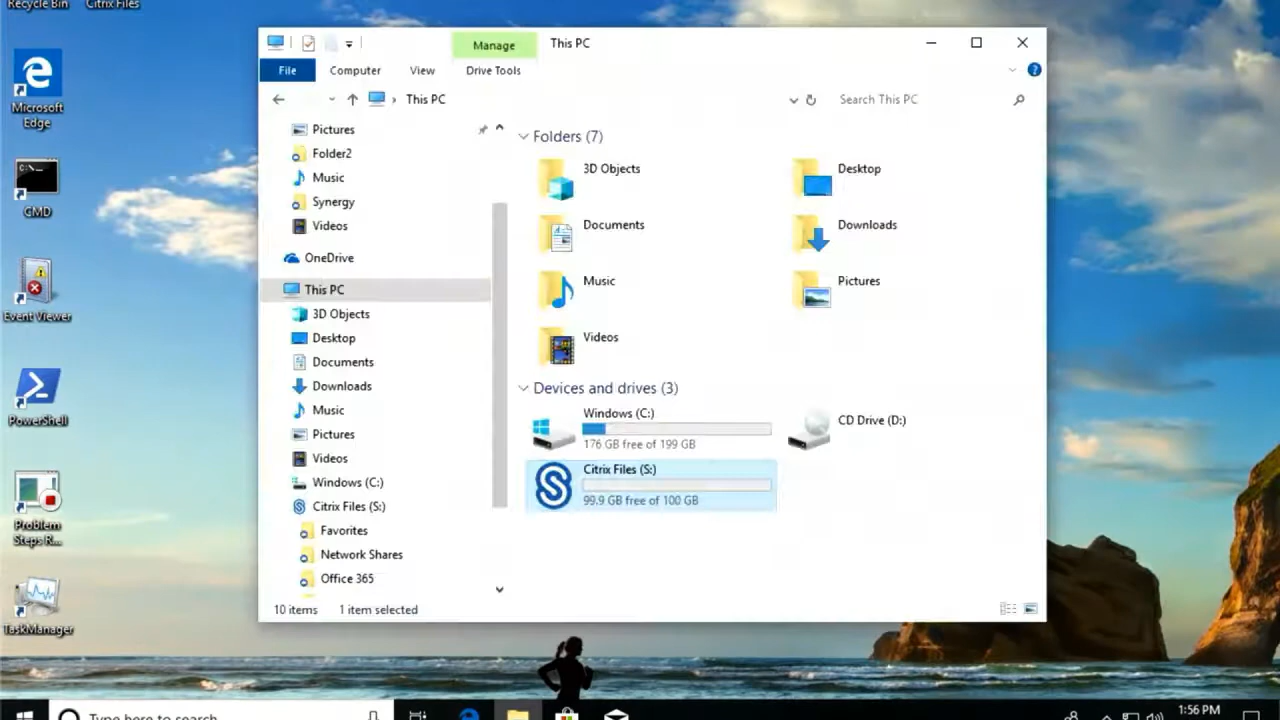 Recycle Bin
Citrix Files
Microsoft
Edge
C:\
CMD
Event Viewer
PowerShell
Problem
Steps R...
TaskManager
Manage
This PC
File
Computer
View
Drive Tools
This PC
Search This PC
Pictures
Folder2
Music
Synergy
Videos
OneDrive
This PC
3D Objects
Desktop
Documents
Downloads
Music
Pictures
Videos
Windows (C:)
Citrix Files (S:)
Favorites
Network Shares
Office 365
Folders (7)
3D Objects
Desktop
Documents
Downloads
Music
Pictures
Videos
Devices and drives (3)
Windows (C:)
176 GB free of 199 GB
CD Drive (D:)
Citrix Files (S:)
99.9 GB free of 100 GB
10 items
1 item selected
Type here to search
1:56 PM